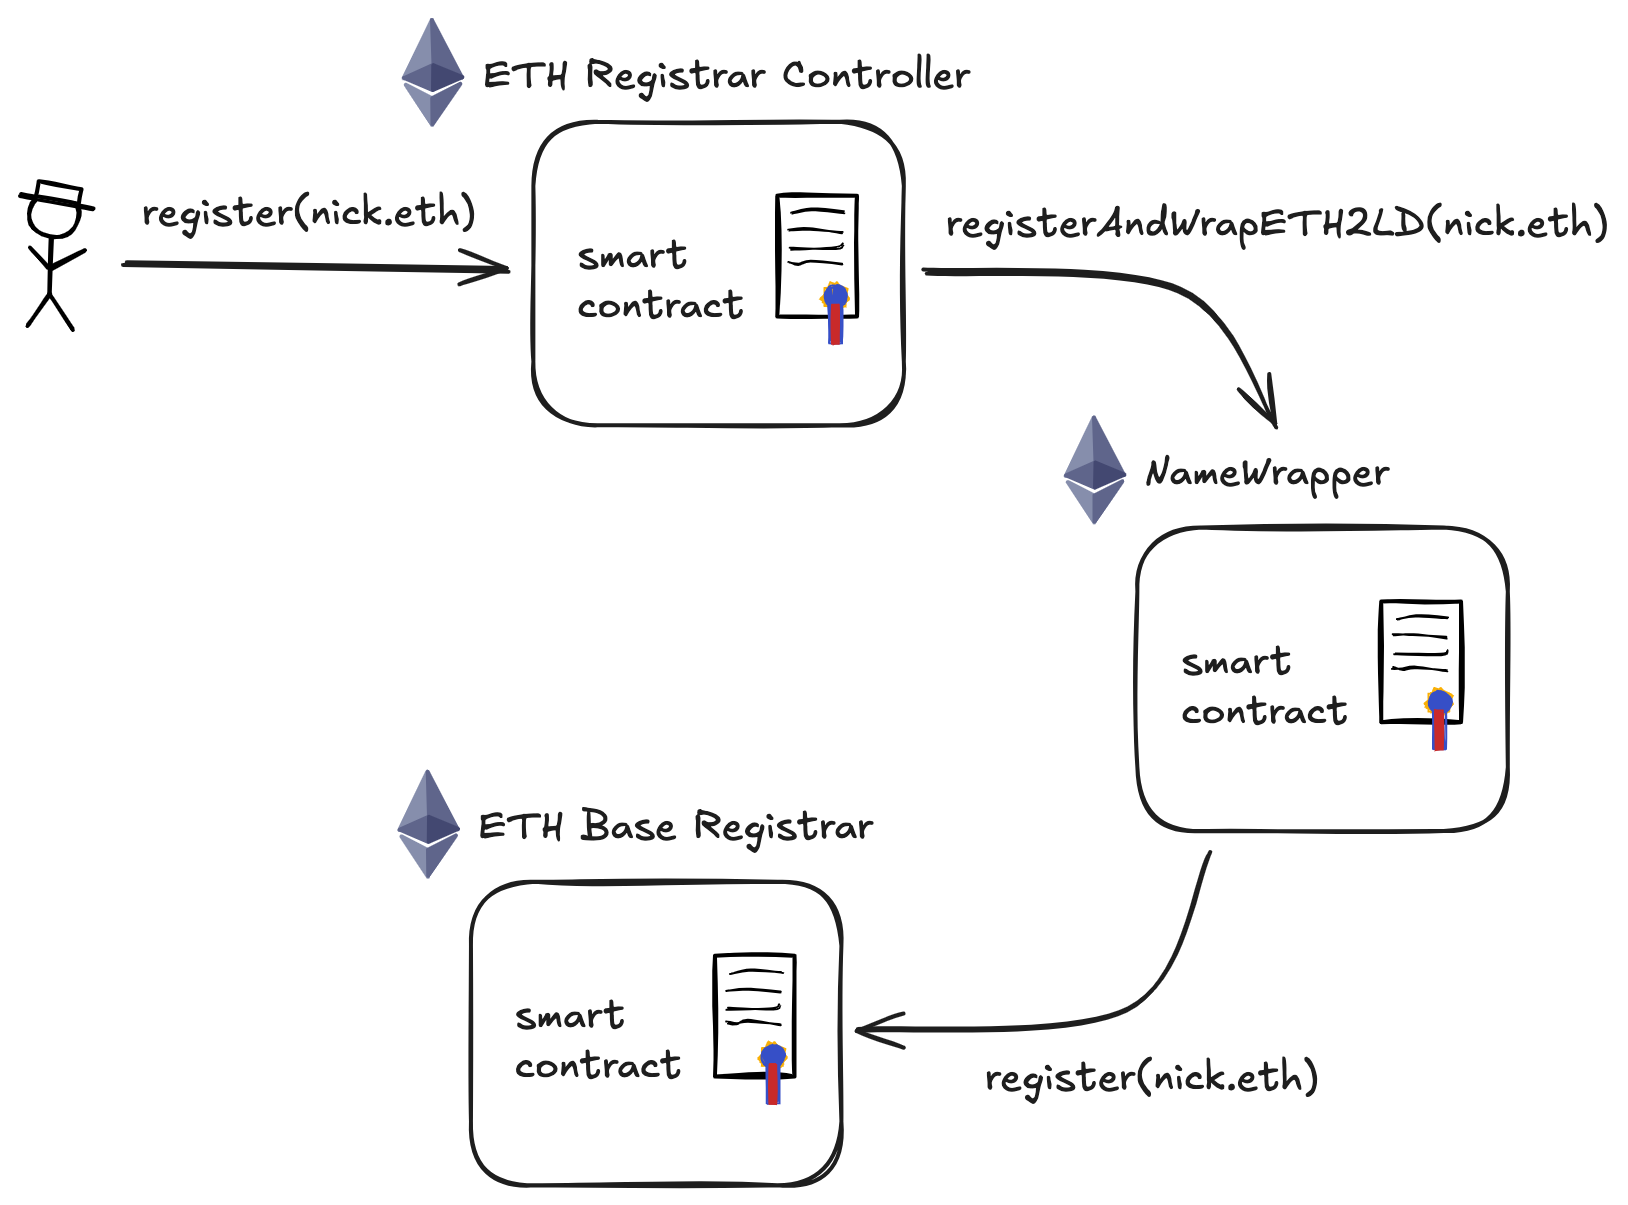 ETH Registrar Controller
register(nick.eth)
smart
contract
registerAndWrapETH2LD(nick.eth)
NameWrapper
smart
contract
ETH Base Registrar
smart
contract
register(nick.eth)